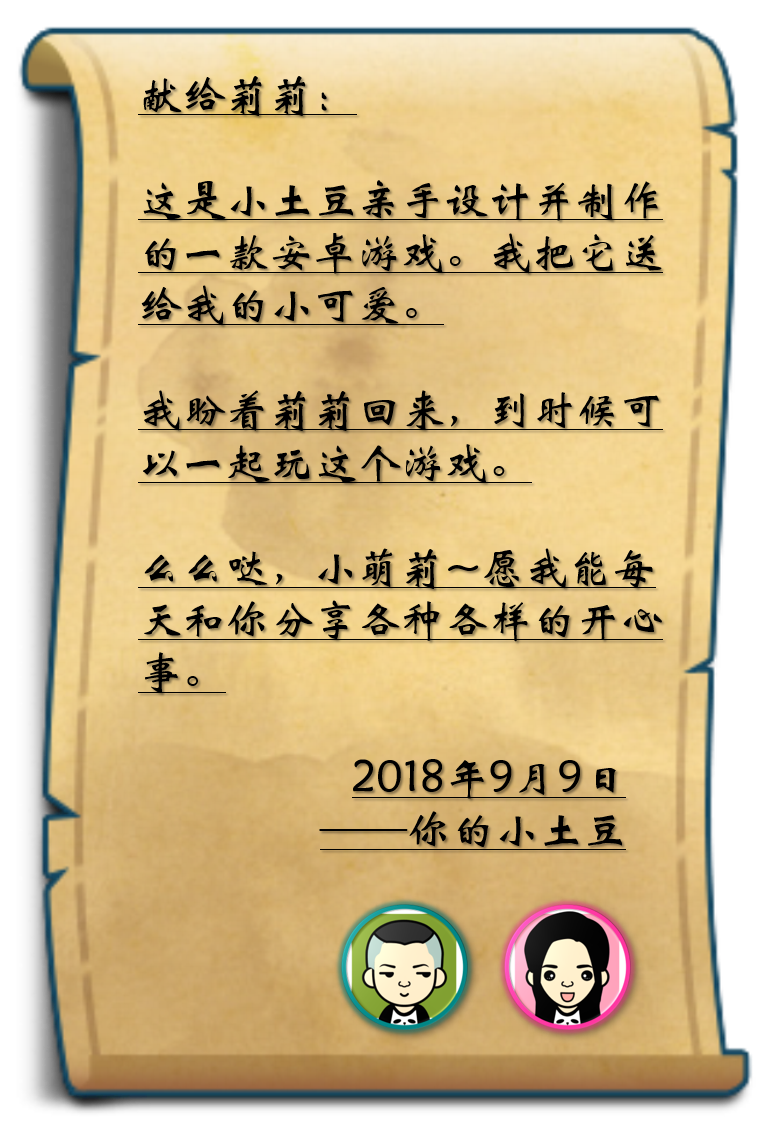 献给莉莉：
这是小土豆亲手设计并制作
的一款安卓游戏。我把它送
给我的小可爱。
我盼着莉莉回来，到时候可
以一起玩这个游戏。
么么哒，小萌莉～愿我能每
天和你分享各种各样的开心
事。
2018年9月9日
——你的小土豆